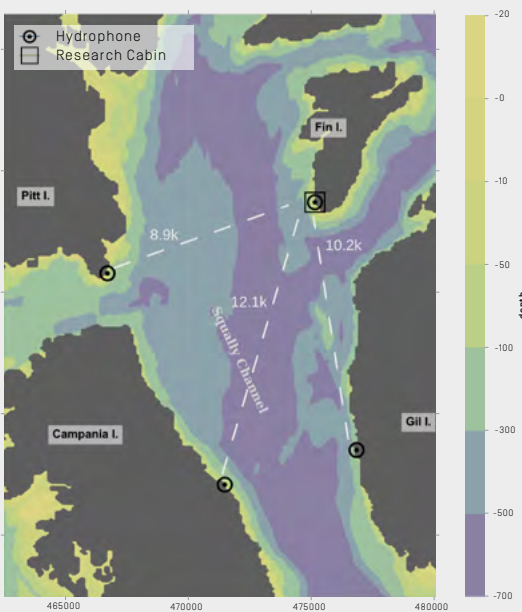 Hydrophone
Research Cabin
Fin I.
Pitt I.
8.9k
10.2k
12.1k
Squally Channel
Campania I.
Gil I.
-20
-0
-10
-50
-100
-300
-500
-700
465000
470000
475000
480000